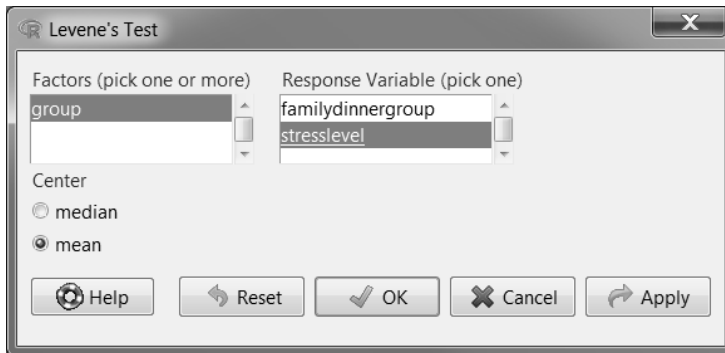 Levene's Test
Factors (pick one or more)
Response Variable (pick one)
group
familydinnergroup
stresslevel
Center
median
mean
Help
Reset
OK
Cancel
Apply